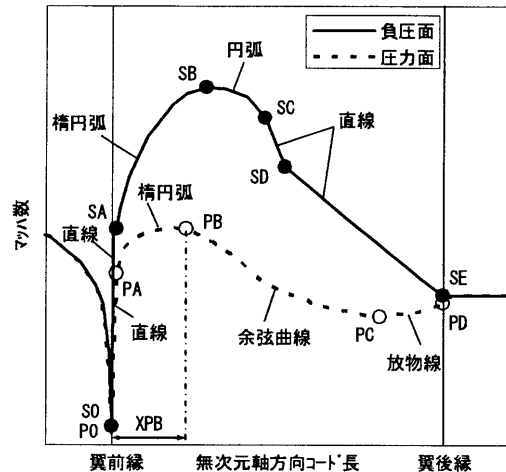 負圧面
圧力面
円弧
SB
SC
楕円弧
直線
SD
楕円弧
SA
PB
マッハ数
直線
PA
SE
直線
PC
PD
余弦曲線
放物線
SO
PO
XPB
翼前縁
無次元軸方向コード長
翼後縁